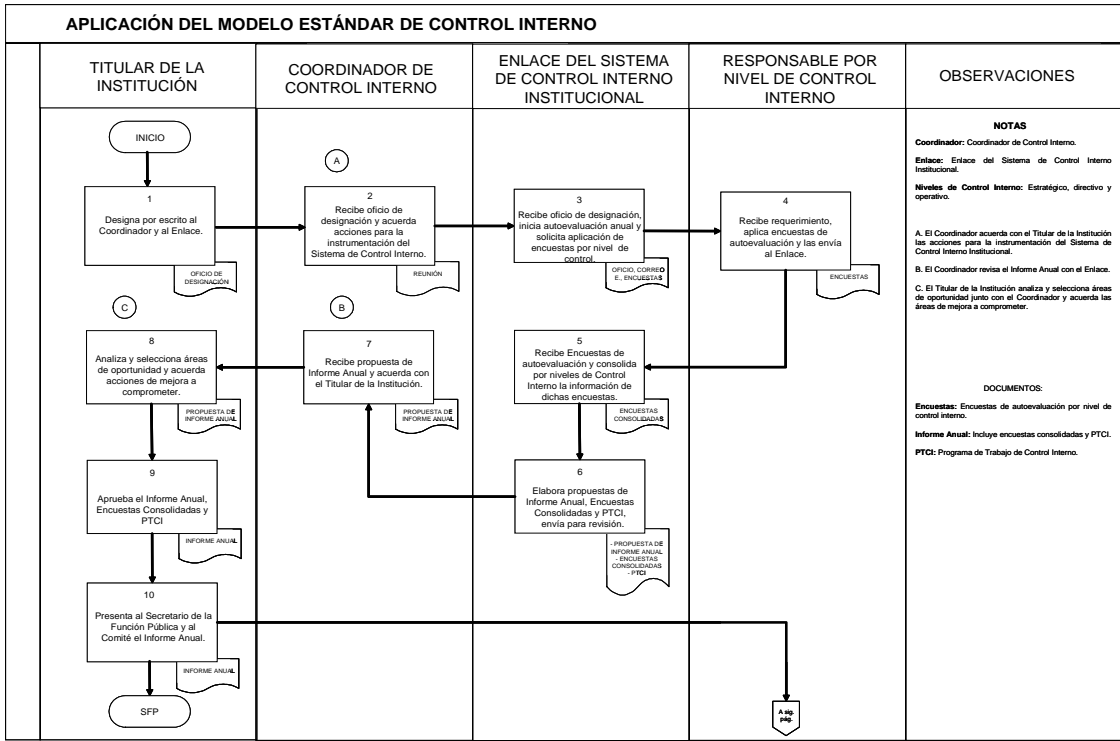 APLICACIÓN DEL MODELO ESTÁNDAR DE CONTROL INTERNO
TITULAR DE LA
INSTITUCIÓN
COORDINADOR DE
CONTROL INTERNO
ENLACE DEL SISTEMA
DE CONTROL INTERNO
INSTITUCIONAL
RESPONSABLE POR
NIVEL DE CONTROL
INTERNO
OBSERVACIONES
INICIO
1
Designa por escrito al
Coordinador y al Enlace.
OFICIO DE
DESIGNACIÓN
A
2
Recibe oficio de
designación y acuerda
acciones para la
instrumentación del
Sistema de Control Interno.
REUNIÓN
3
Recibe oficio de designación,
inicia autoevaluación anual y
solicita aplicación de
encuestas por nivel de
control.
OFICIO, CORREO
E., ENCUESTAS
4
Recibe requerimiento,
aplica encuestas de
autoevaluación y las envía
al Enlace.
ENCUESTAS
C
8
Analiza y selecciona áreas
de oportunidad y acuerda
acciones de mejora a
comprometer.
PROPUESTA DE
INFORME ANUAL
B
7
Recibe propuesta de
Informe Anual y acuerda con
el Titular de la Institución.
PROPUESTA DE
INFORME ANUAL
5
Recibe Encuestas de
autoevaluación y consolida
por niveles de Control
Interno la información de
dichas encuestas.
ENCUESTAS
CONSOLIDADAS
9
Aprueba el Informe Anual,
Encuestas Consolidadas y
PTCI
INFORME ANUAL
6
Elabora propuestas de
Informe Anual, Encuestas
Consolidadas y PTCI,
envía para revisión.
- PROPUESTA DE
INFORME ANUAL
- ENCUESTAS
CONSOLIDADAS
- PTCI
10
Presenta al Secretario de la
Función Pública y al
Comité el Informe Anual.
INFORME ANUAL
SFP
A sig.
pág.
NOTAS
Coordinador: Coordinador de Control Interno.
Enlace: Enlace del Sistema de Control Interno
Institucional.
Niveles de Control Interno: Estratégico, directivo y
operativo.
A. El Coordinador acuerda con el Titular de la Institución
las acciones para la instrumentación del Sistema de
Control Interno Institucional.
B. El Coordinador revisa el Informe Anual con el Enlace.
C. El Titular de la Institución analiza y selecciona áreas
de oportunidad junto con el Coordinador y acuerda las
áreas de mejora a comprometer.
DOCUMENTOS:
Encuestas: Encuestas de autoevaluación por nivel de
control interno.
Informe Anual: Incluye encuestas consolidadas y PTCI.
PTCI: Programa de Trabajo de Control Interno.